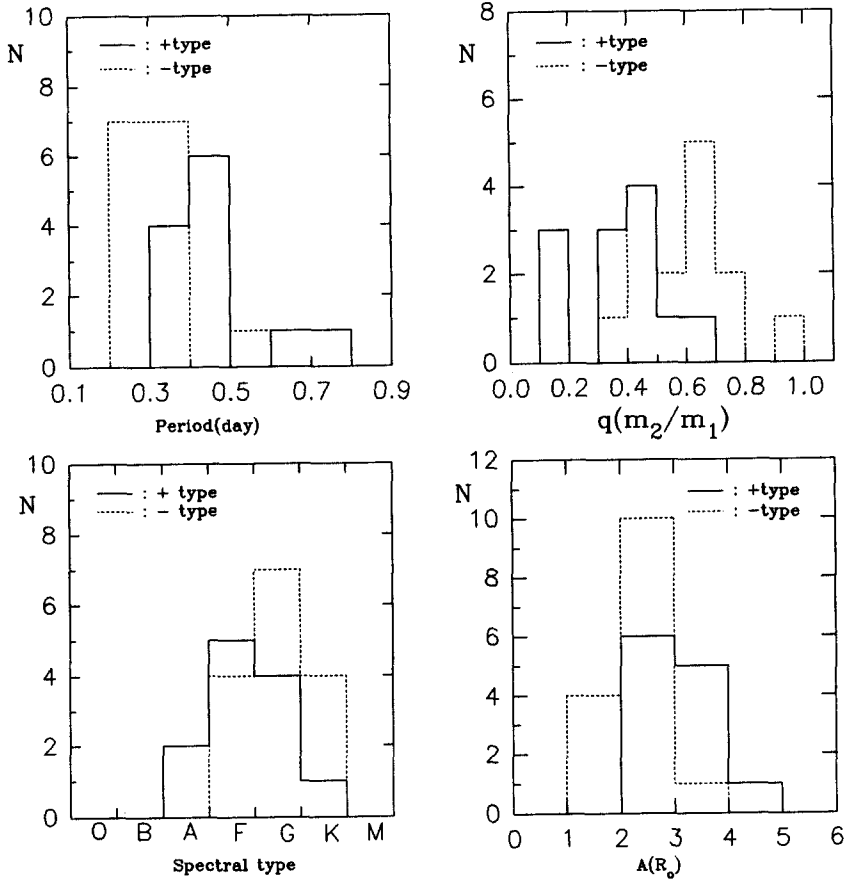 10
8
6
4
2
0
N
— : +type
---- : −type
0.1 0.3 0.5 0.7 0.9
Period(day)
8
6
4
2
0
N
— : +type
---- : −type
0.0 0.2 0.4 0.6 0.8 1.0
q(m₂/m₁)
10
8
6
4
2
0
N
— : + type
---- : − type
O B A F G K M
Spectral type
12
10
8
6
4
2
0
N
— : +type
---- : −type
0 1 2 3 4 5 6
A(R₀)